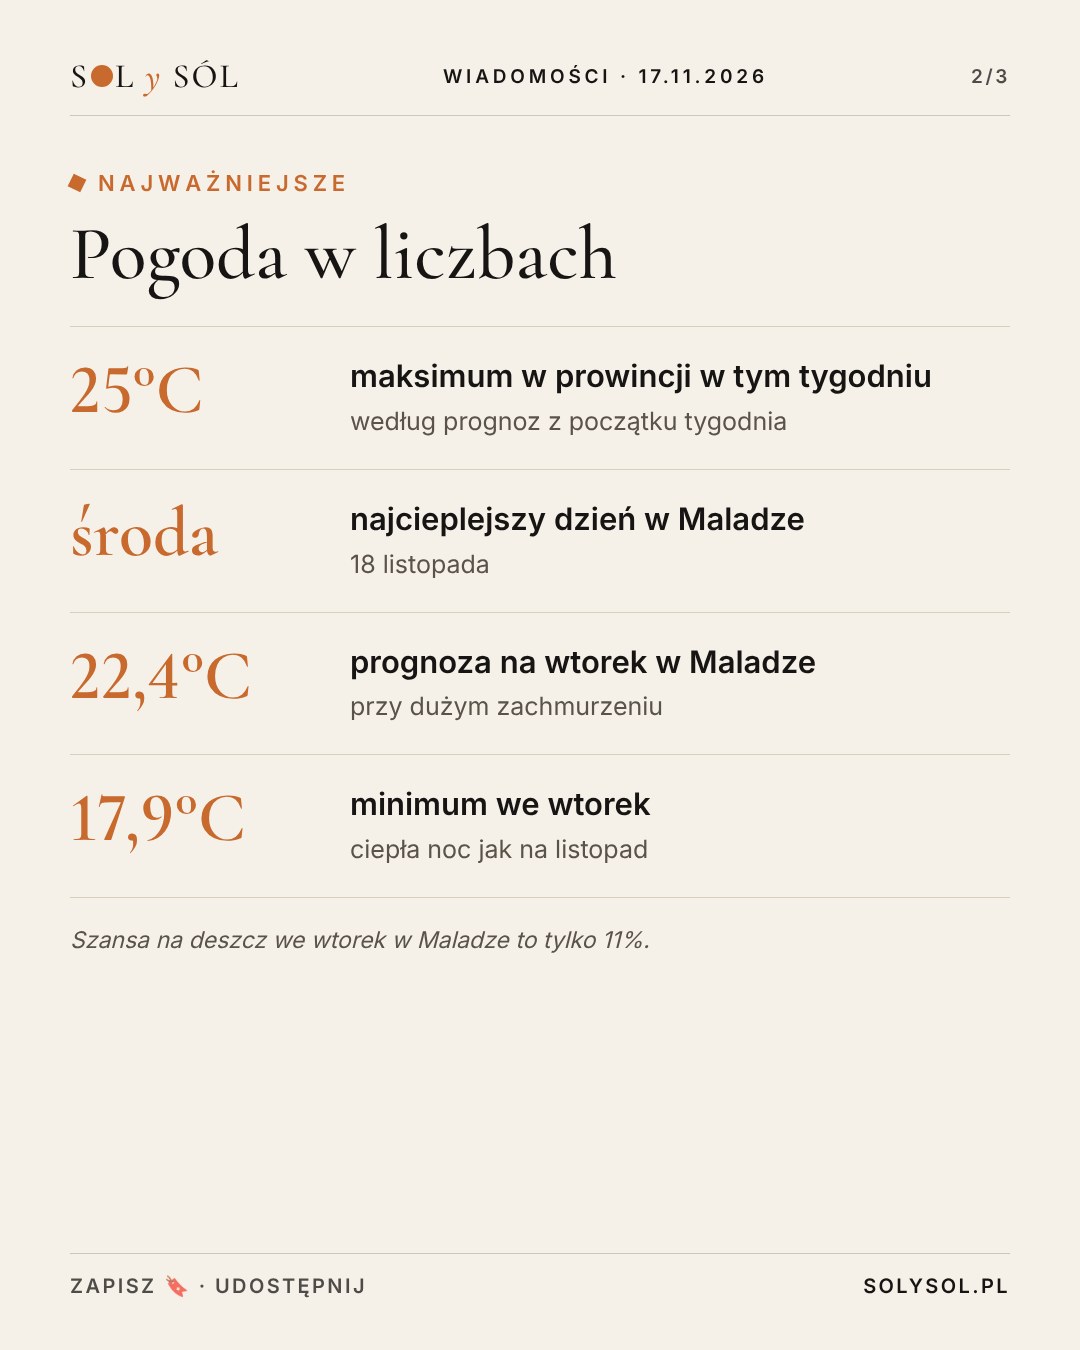 SOL y SÓL
WIADOMOŚCI · 17.11.2026
2/3
NAJWAŻNIEJSZE
Pogoda w liczbach
25°C
maksimum w prowincji w tym tygodniu
według prognoz z początku tygodnia
środa
najcieplejszy dzień w Maladze
18 listopada
22,4°C
prognoza na wtorek w Maladze
przy dużym zachmurzeniu
17,9°C
minimum we wtorek
ciepła noc jak na listopad
Szansa na deszcz we wtorek w Maladze to tylko 11%.
ZAPISZ 🔖 · UDOSTĘPNIJ
SOLYSOL.PL